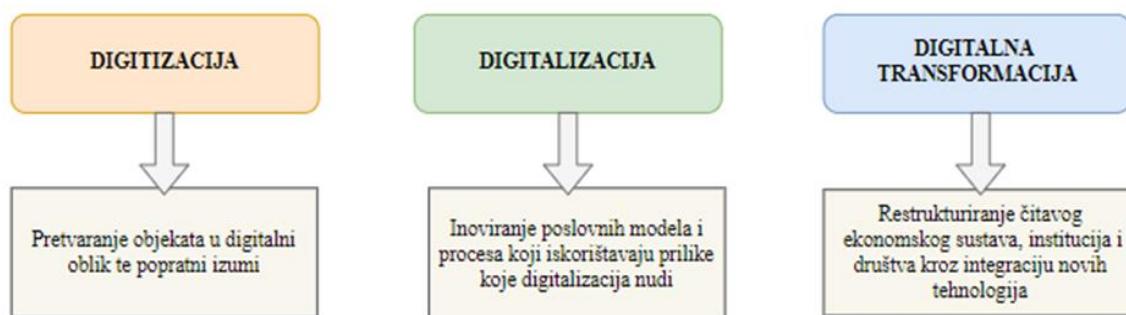 DIGITIZACIJA
DIGITALIZACIJA
DIGITALNA
TRANSFORMACIJA
Pretvaranje objekata u digitalni
oblik te popratni izumi
Inoviranje poslovnih modela i
procesa koji iskorištavaju prilike
koje digitalizacija nudi
Restrukturiranje čitavog
ekonomskog sustava, institucija i
društva kroz integraciju novih
tehnologija